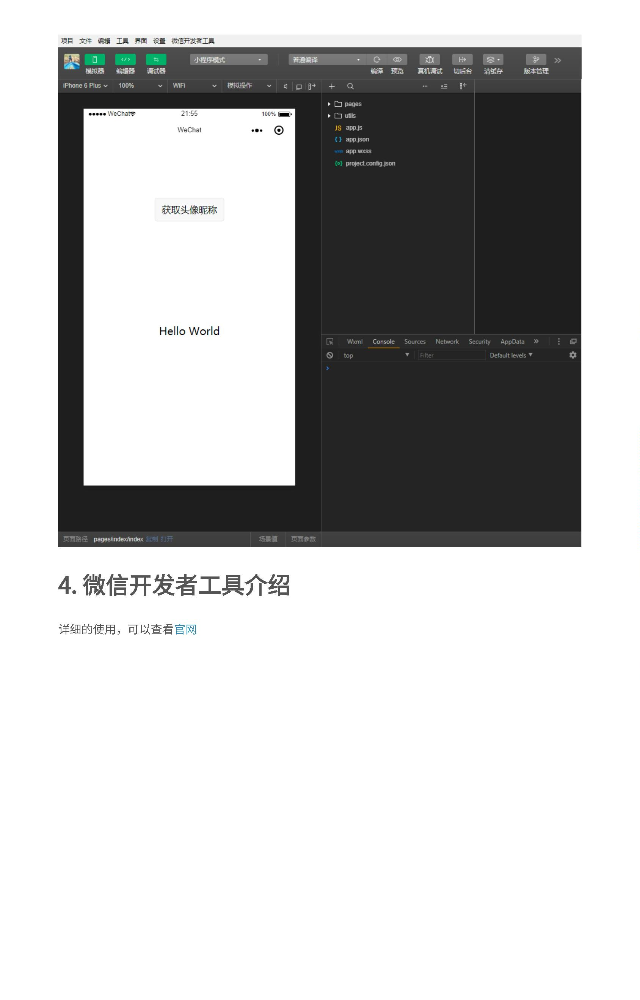 项目 文件 编辑 工具 界面 设置 微信开发者工具
小程序模式 普通编译
模拟器 编辑器 调试器 编译 预览 真机调试 切后台 清缓存 版本管理
iPhone 6 Plus 100% WiFi 模拟操作
WeChat 21:55 100%
WeChat
获取头像昵称
Hello World
pages
utils
JS app.js
{ } app.json
wxss app.wxss
{o} project.config.json
Wxml Console Sources Network Security AppData
top Filter Default levels
页面路径 pages/index/index 复制 打开 场景值 页面参数
4. 微信开发者工具介绍
详细的使用，可以查看官网